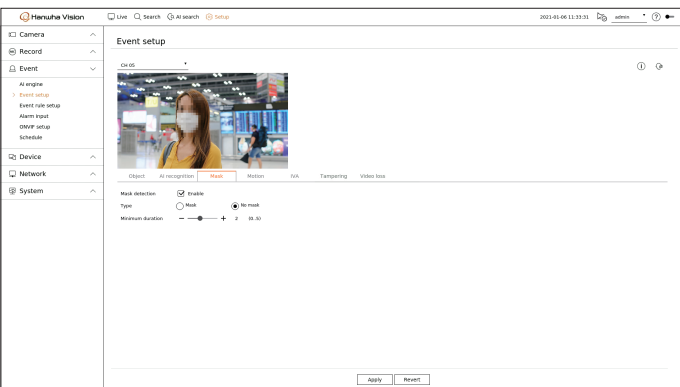 Hanwha Vision
Live Search AI search Setup
2021-01-06 11:33:31 admin
Camera
Record
Event
AI engine
Event setup
Event rule setup
Alarm input
ONVIF setup
Schedule
Device
Network
System
Event setup
CH 05
Object AI recognition Mask Motion IVA Tampering Video loss
Mask detection Enable
Type Mask No mask
Minimum duration 2 (0..5)
Apply Revert